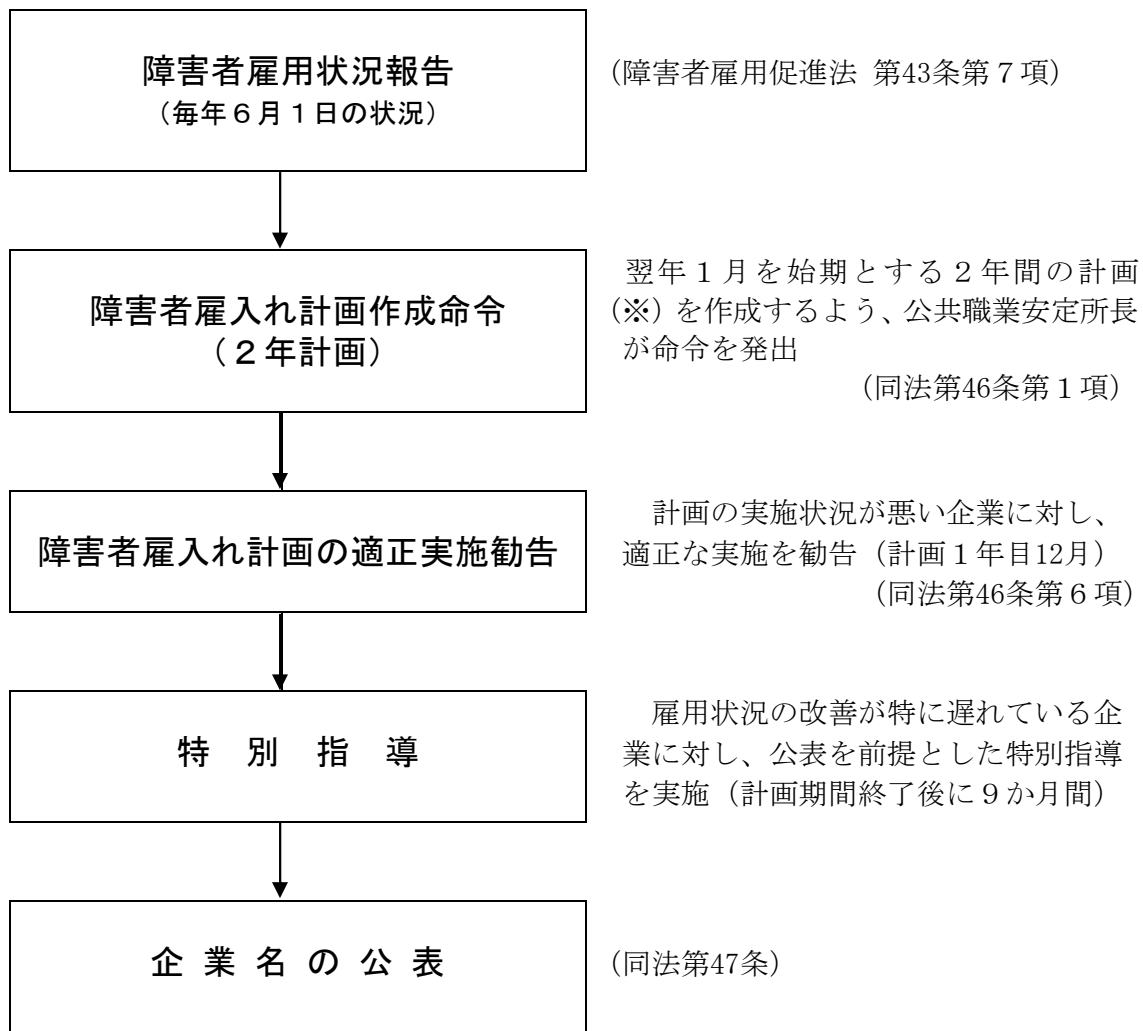 障害者雇用状況報告
（毎年６月１日の状況）
（障害者雇用促進法 第43条第７項）
障害者雇入れ計画作成命令
（２年計画）
翌年１月を始期とする２年間の計画
（※）を作成するよう、公共職業安定所長
が命令を発出
（同法第46条第１項）
障害者雇入れ計画の適正実施勧告
計画の実施状況が悪い企業に対し、
適正な実施を勧告（計画１年目12月）
（同法第46条第６項）
特　別　指　導
雇用状況の改善が特に遅れている企
業に対し、公表を前提とした特別指導
を実施（計画期間終了後に９か月間）
企 業 名 の 公 表
（同法第47条）